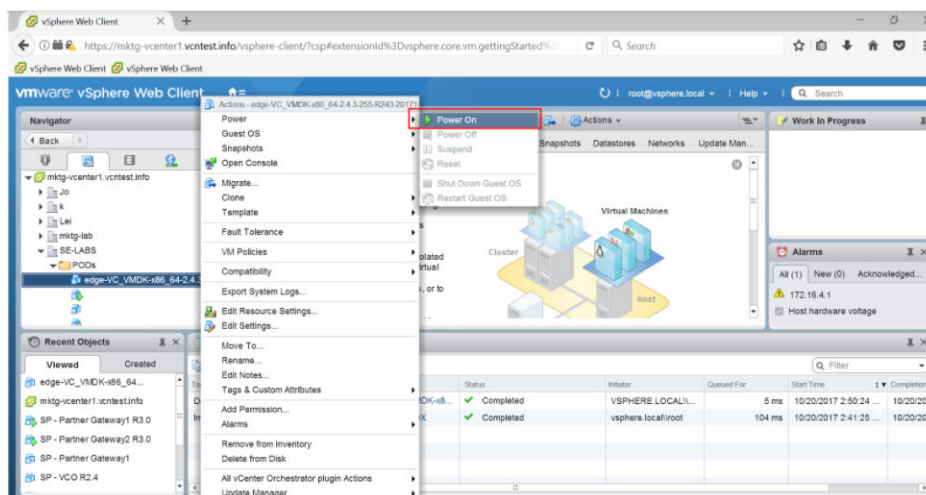 vSphere Web Client
https://mktg-vcenter1.vcntest.info/vsphere-client/?csp#extensionId%3Dvsphere.core.vm.gettingStarted%
Search
vSphere Web Client vSphere Web Client
vmware® vSphere Web Client
root@vsphere.local
Help
Search
Navigator
Back
mktg-vcenter1.vcntest.info
Jo
k
Lei
mktg-lab
SE-LABS
PODs
edge-VC_VMDK-x86_64-2.4.3
Actions - edge-VC_VMDK-x86_64-2.4.3-255-R243-20171
Power
Guest OS
Snapshots
Open Console
Migrate...
Clone
Template
Fault Tolerance
VM Policies
Compatibility
Export System Logs...
Edit Resource Settings...
Edit Settings...
Move To...
Rename...
Edit Notes...
Tags & Custom Attributes
Add Permission...
Alarms
Remove from Inventory
Delete from Disk
All vCenter Orchestrator plugin Actions
Update Manager
Power On
Power Off
Suspend
Reset
Shut Down Guest OS
Restart Guest OS
Actions
Snapshots Datastores Networks Update Man...
Virtual Machines
Cluster
Host
, or to
Work In Progress
Alarms
All (1) New (0) Acknowledged...
172.16.4.1
Host hardware voltage
Recent Objects
Viewed Created
edge-VC_VMDK-x86_64...
mktg-vcenter1.vcntest.info
SP - Partner Gateway1 R3.0
SP - Partner Gateway2 R3.0
SP - Partner Gateway1
SP - VCO R2.4
Filter
Status Initiator Queued For Start Time 1 Completion
Completed VSPHERE.LOCAL\\... 5 ms 10/20/2017 2:50:24 ... 10/20/20
Completed vsphere.local\root 104 ms 10/20/2017 2:41:25 ... 10/20/20